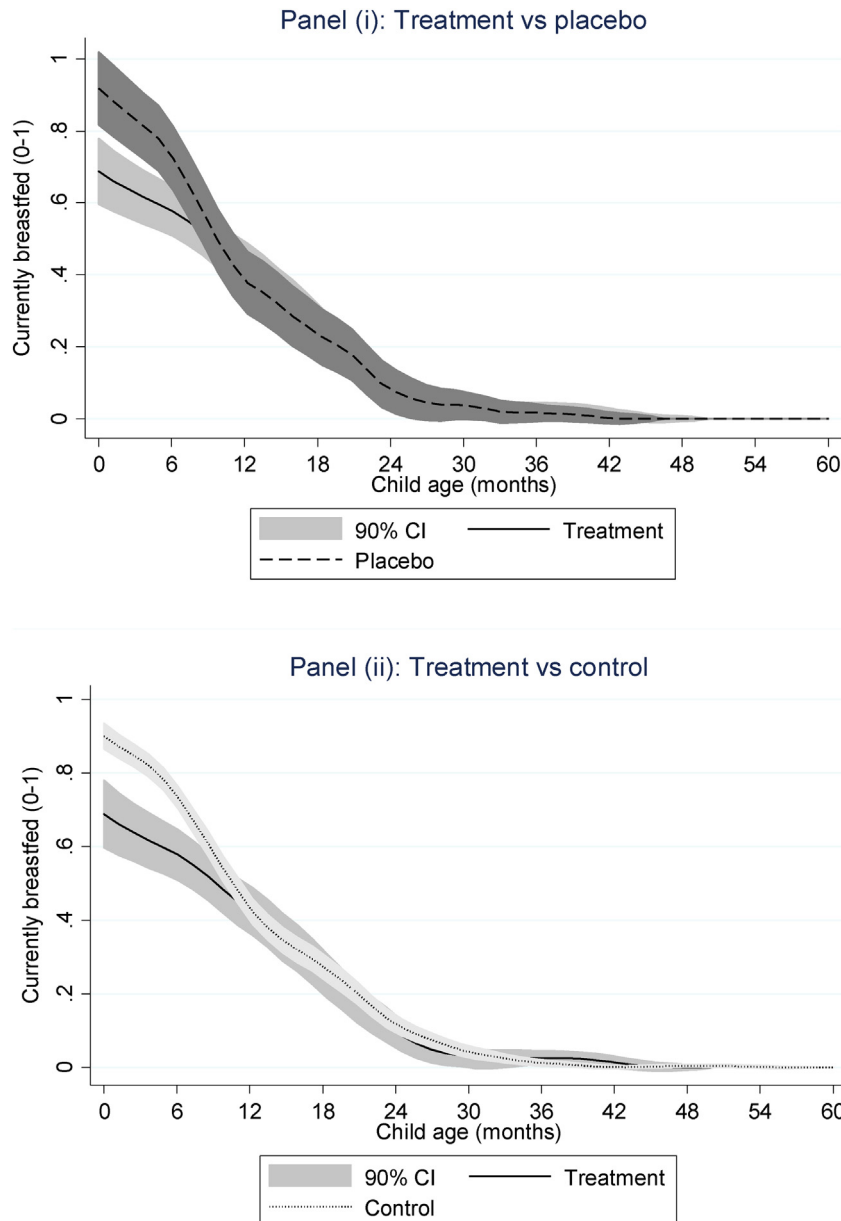 Panel (i): Treatment vs placebo
Currently breastfed (0-1)
1
.8
.6
.4
.2
0
0 6 12 18 24 30 36 42 48 54 60
Child age (months)
90% CI Treatment
Placebo
Panel (ii): Treatment vs control
Currently breastfed (0-1)
1
.8
.6
.4
.2
0
0 6 12 18 24 30 36 42 48 54 60
Child age (months)
90% CI Treatment
Control